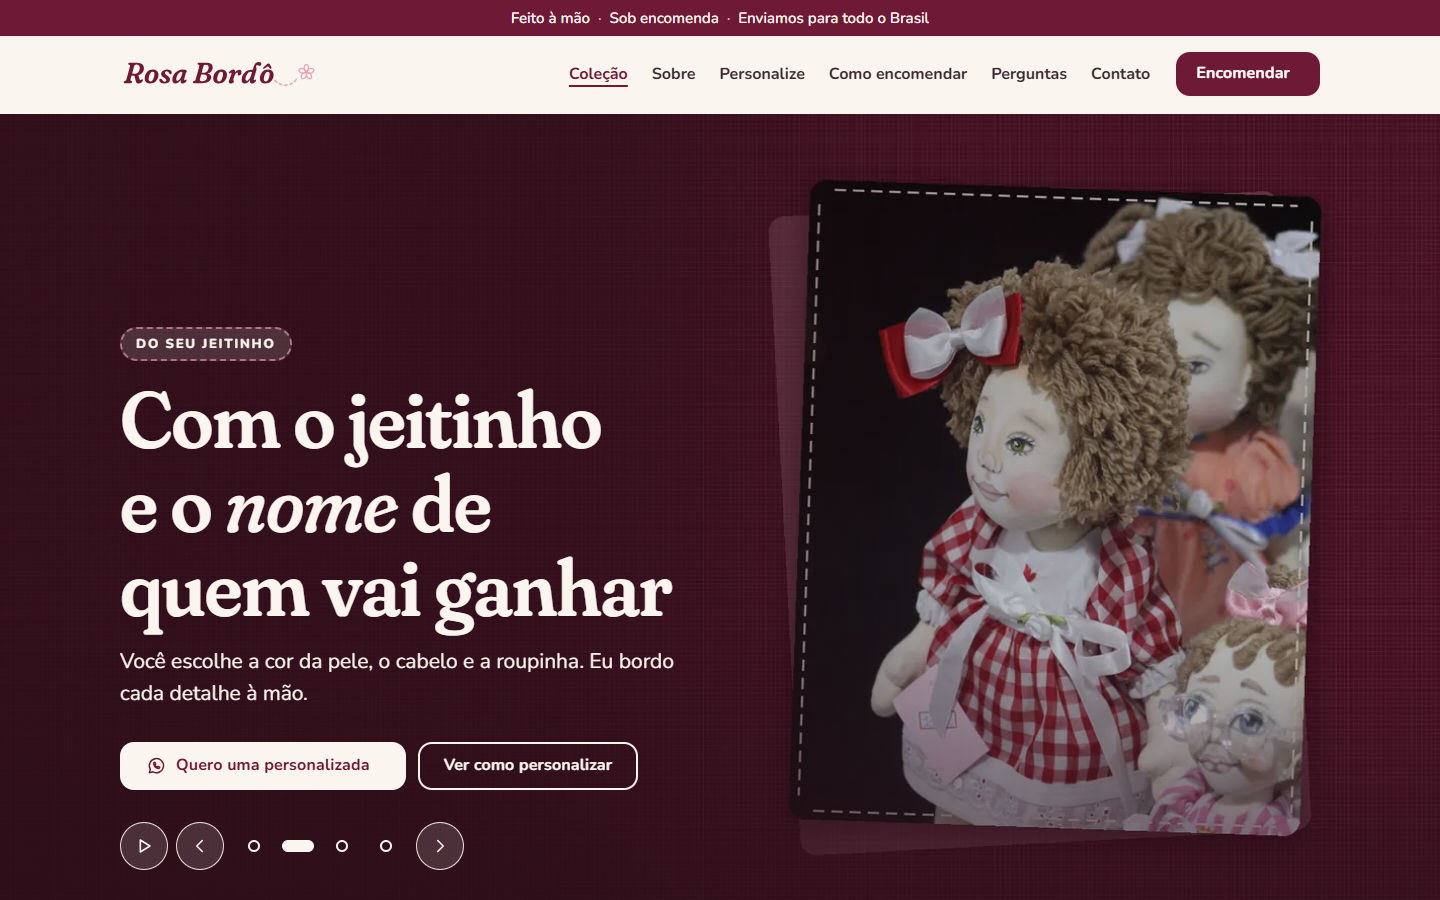 Feito à mão · Sob encomenda · Enviamos para todo o Brasil
Rosa Bordô
Coleção Sobre Personalize Como encomendar Perguntas Contato Encomendar
DO SEU JEITINHO
Com o jeitinho
e o nome de
quem vai ganhar
Você escolhe a cor da pele, o cabelo e a roupinha. Eu bordo
cada detalhe à mão.
Quero uma personalizada Ver como personalizar